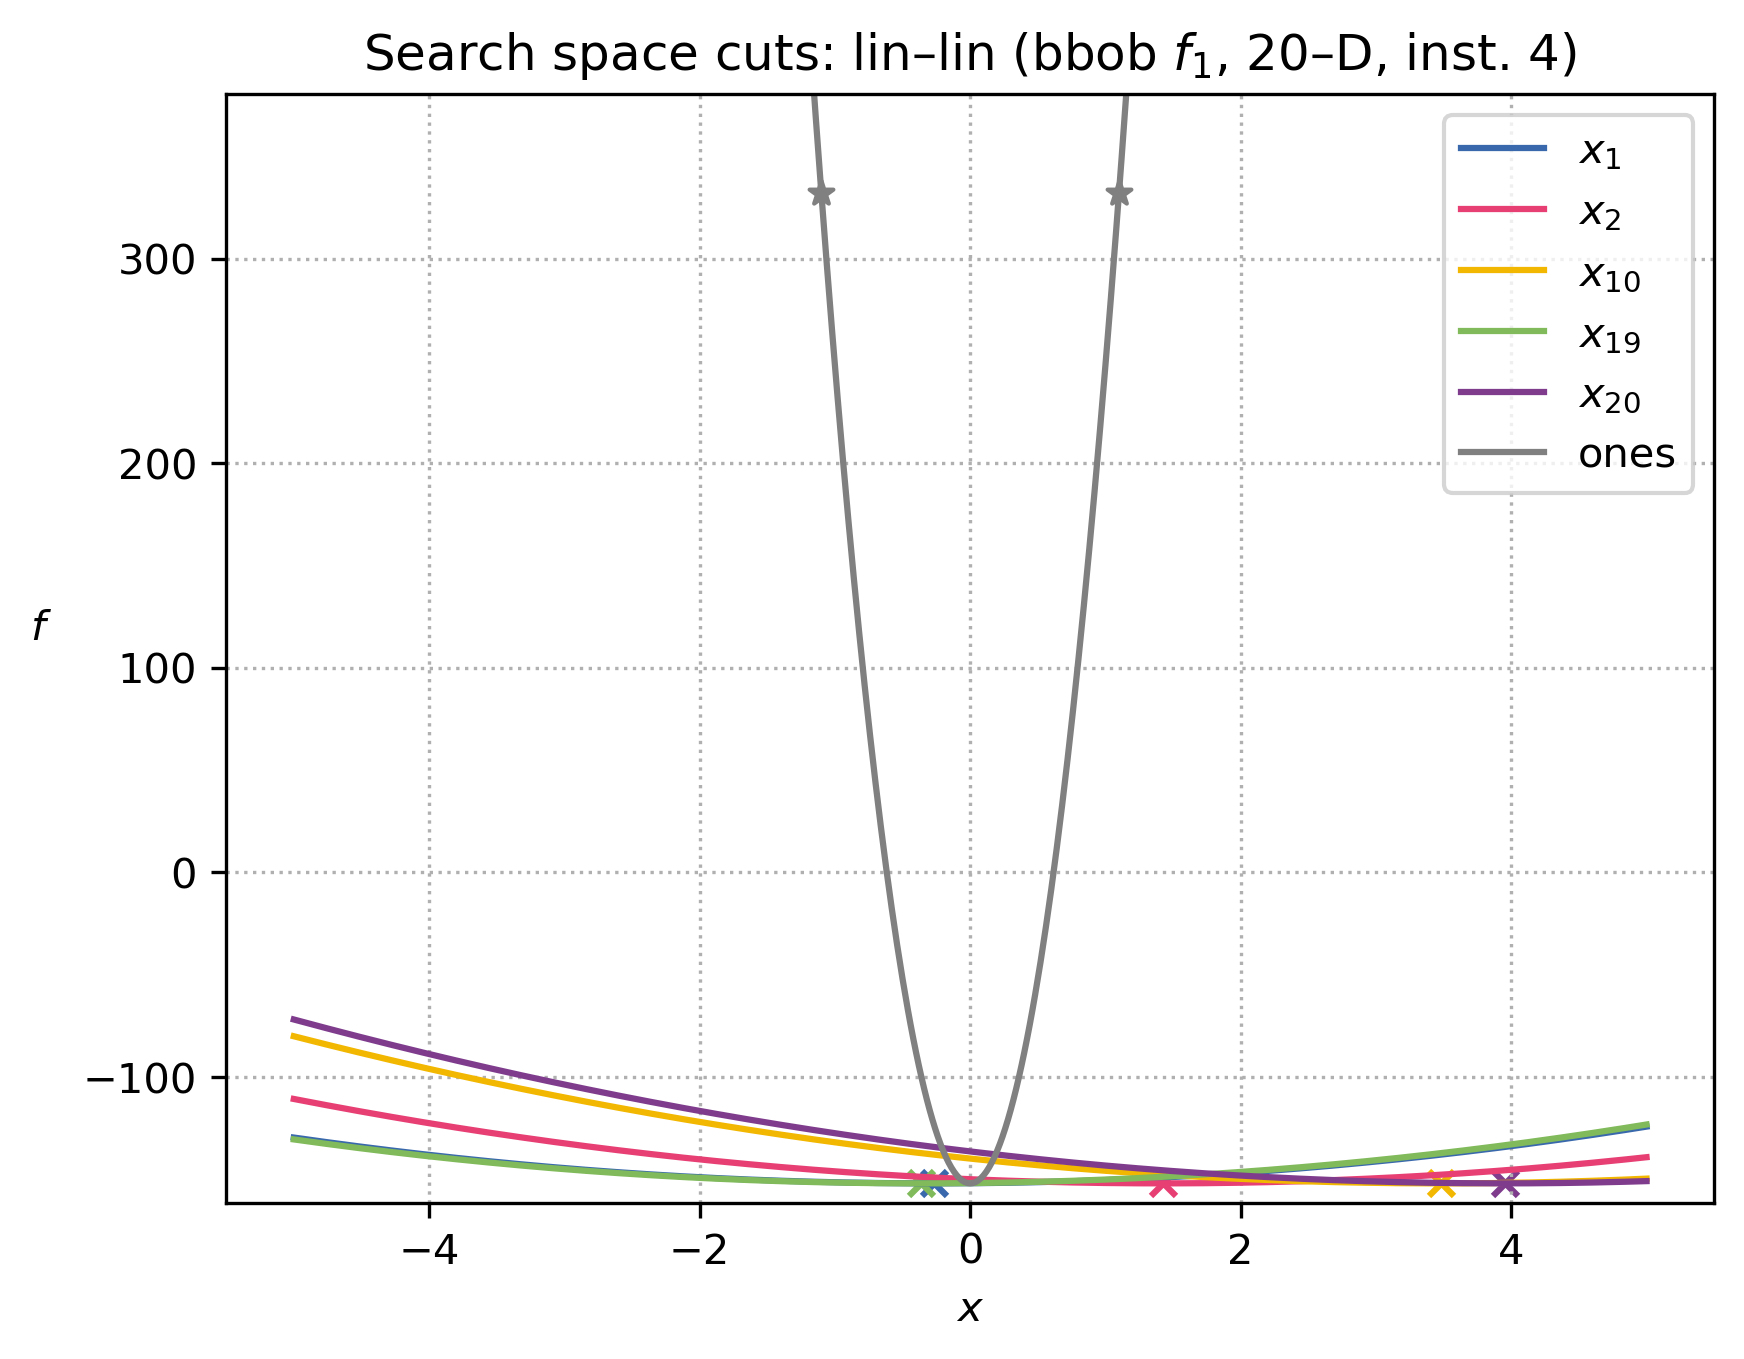 Search space cuts: lin–lin (bbob f₁, 20–D, inst. 4)
x₁
x₂
x₁₀
x₁₉
x₂₀
ones
300
200
100
0
−100
f
−4 −2 0 2 4
x